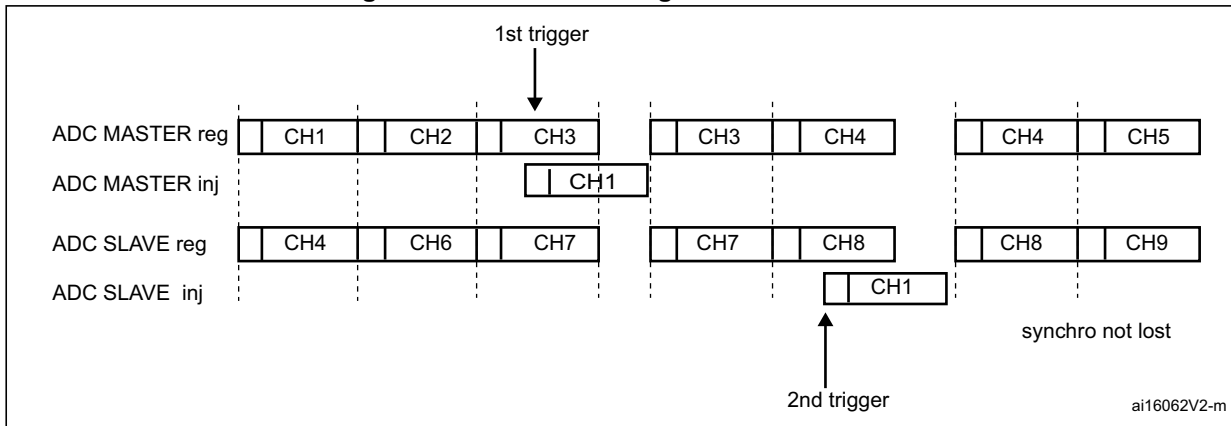 1st trigger
ADC MASTER reg CH1 CH2 CH3 CH3 CH4 CH4 CH5
ADC MASTER inj CH1
ADC SLAVE reg CH4 CH6 CH7 CH7 CH8 CH8 CH9
ADC SLAVE inj CH1
synchro not lost
2nd trigger
ai16062V2-m